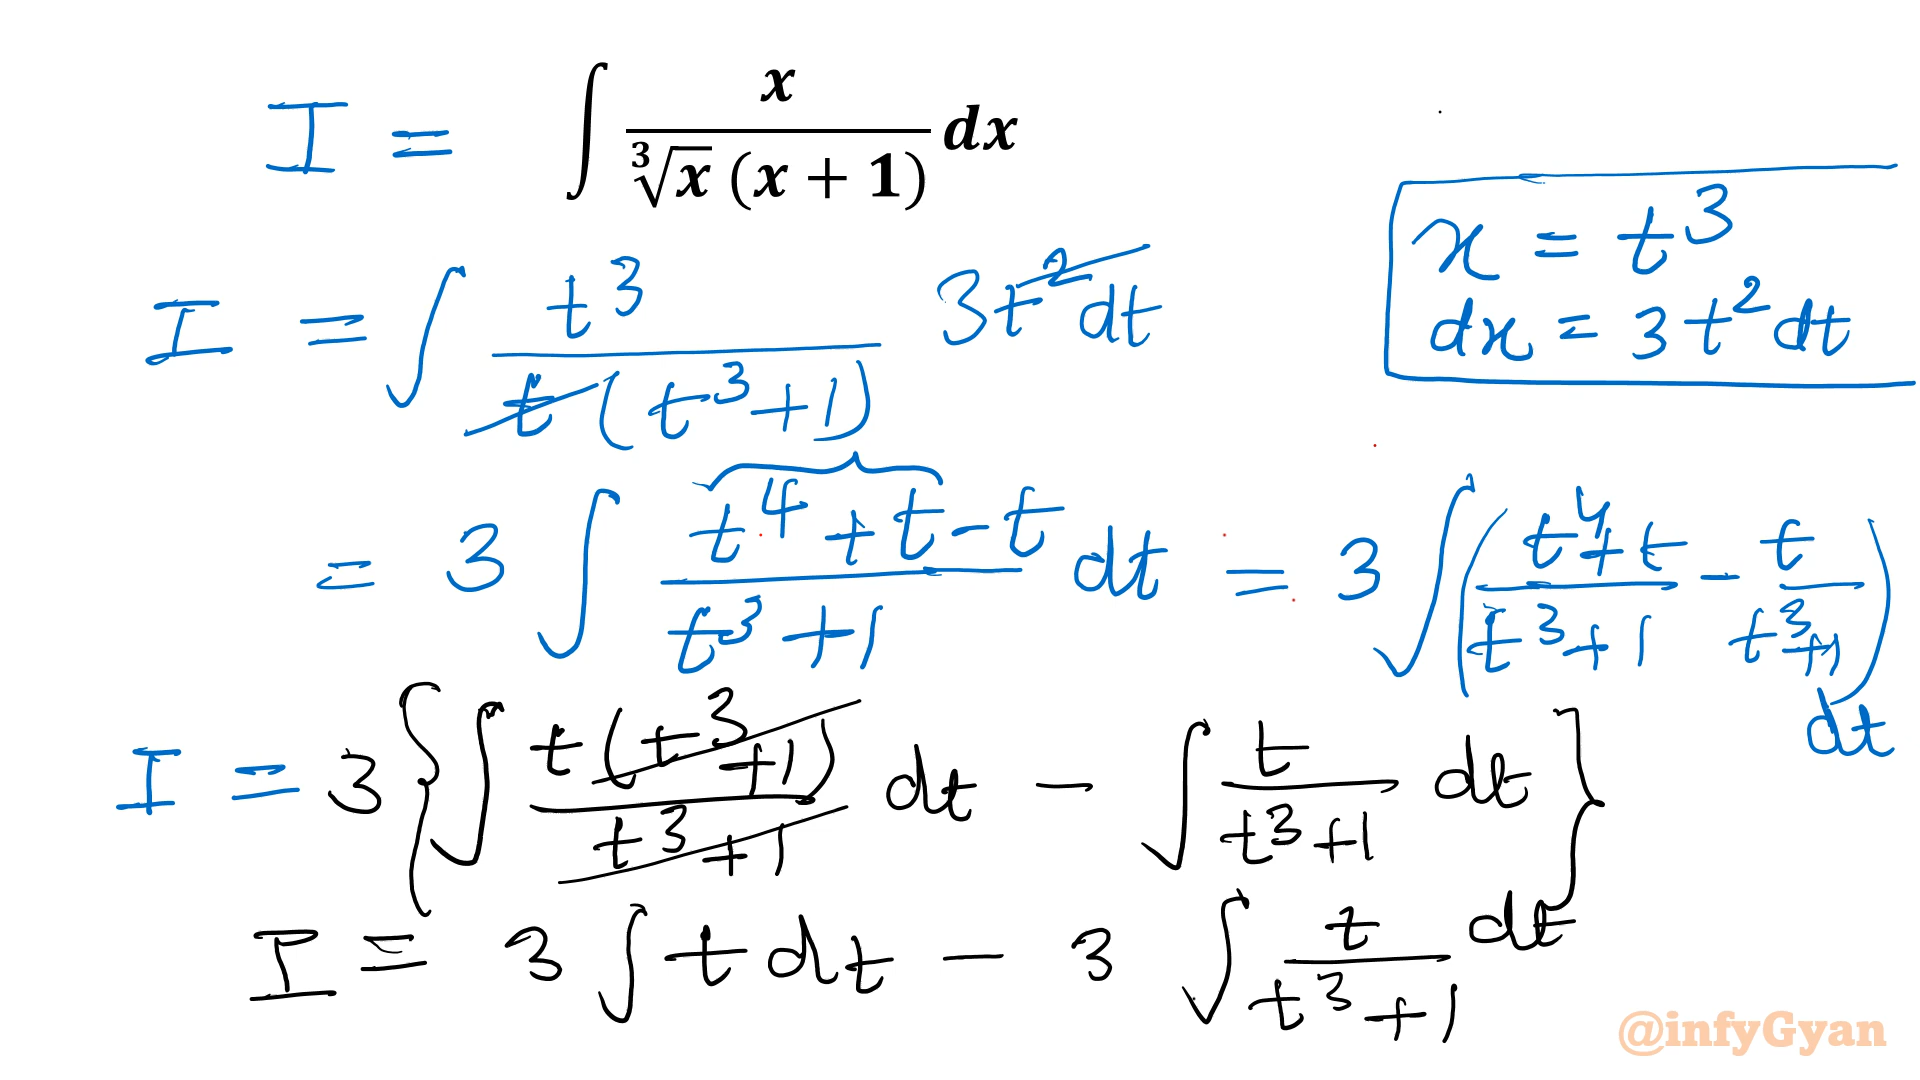 I = ∫ x / (∛x (x + 1)) dx
x = t³
dx = 3t² dt
I = ∫ t³ / (t (t³ + 1)) 3t² dt
= 3 ∫ (t⁴ + t - t) / (t³ + 1) dt = 3 ∫ ( (t⁴ + t) / (t³ + 1) - t / (t³ + 1) ) dt
I = 3 { ∫ t (t³ + 1) / (t³ + 1) dt - ∫ t / (t³ + 1) dt }
I = 3 ∫ t dt - 3 ∫ t / (t³ + 1) dt
@infyGyan